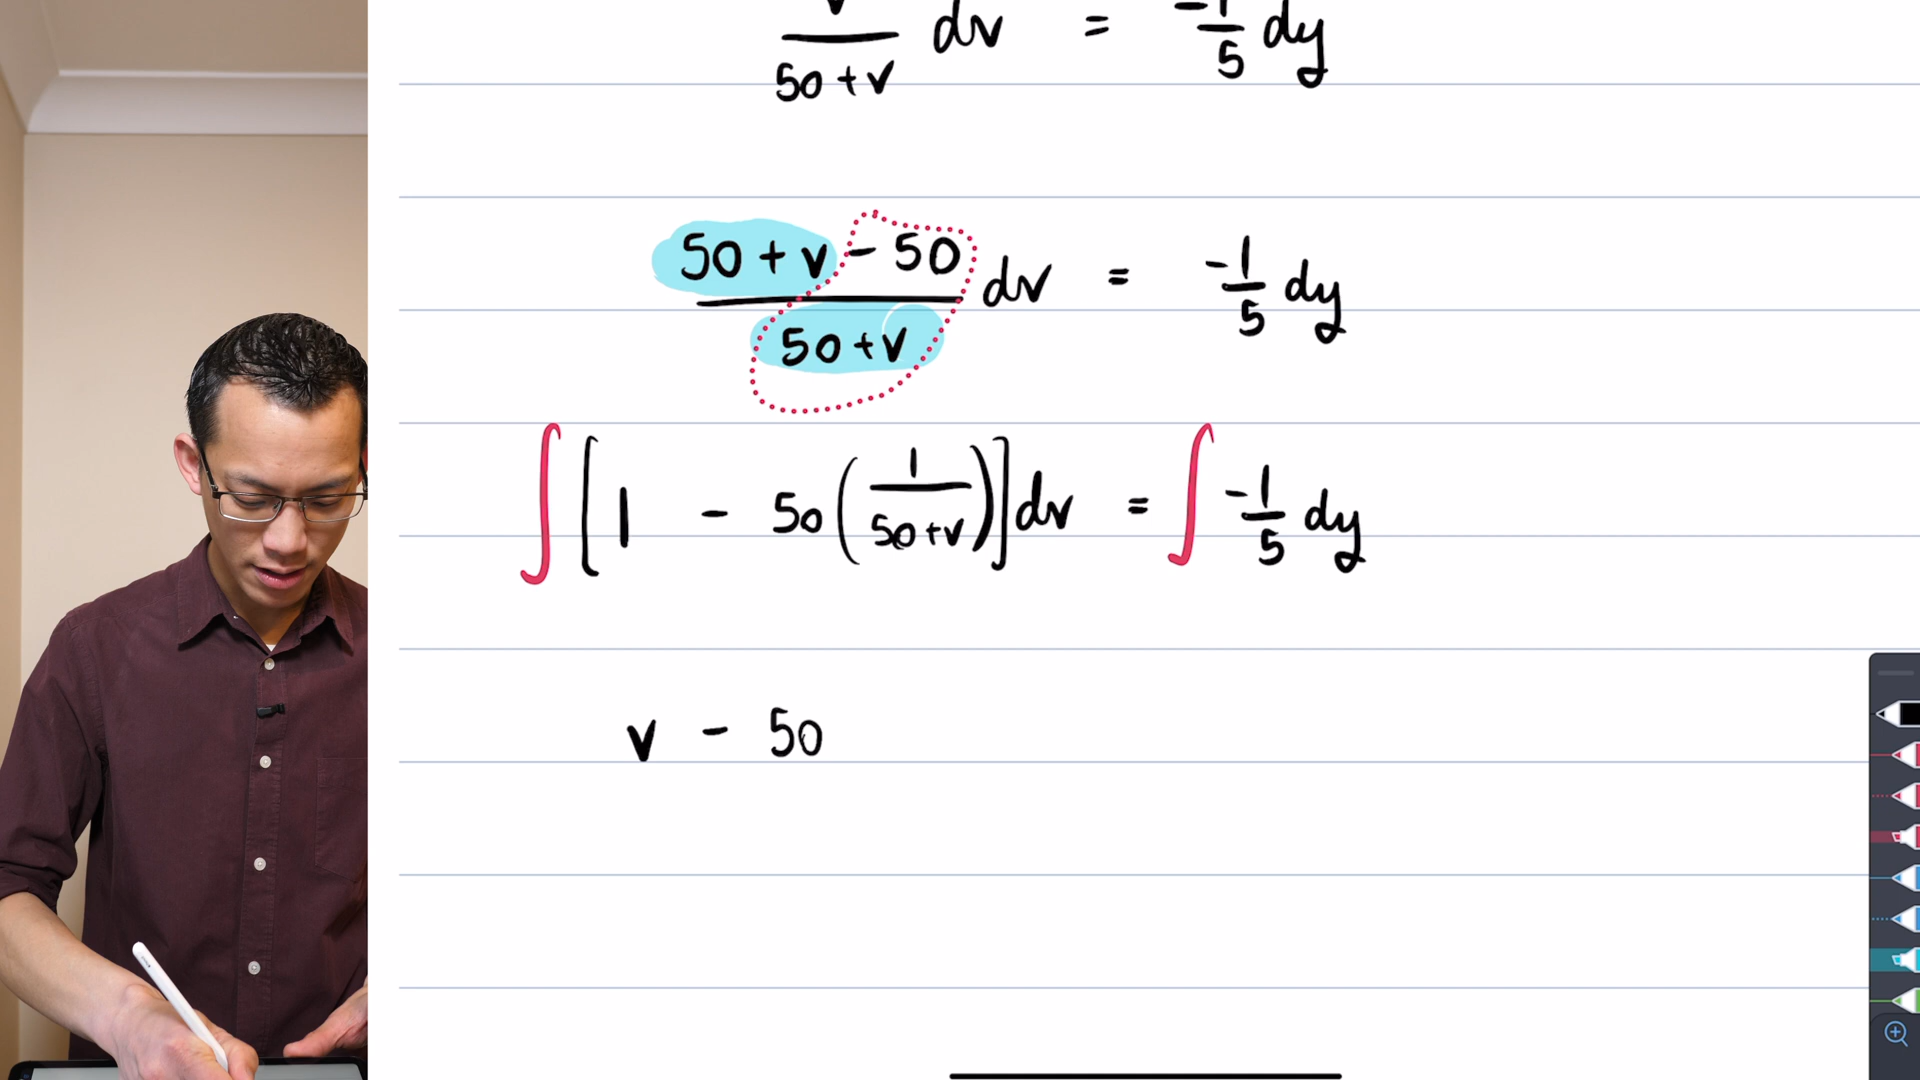 v/(50+v) dv = -1/5 dy
(50+v-50)/(50+v) dv = -1/5 dy
∫[1 - 50(1/(50+v))]dv = ∫ -1/5 dy
v - 50